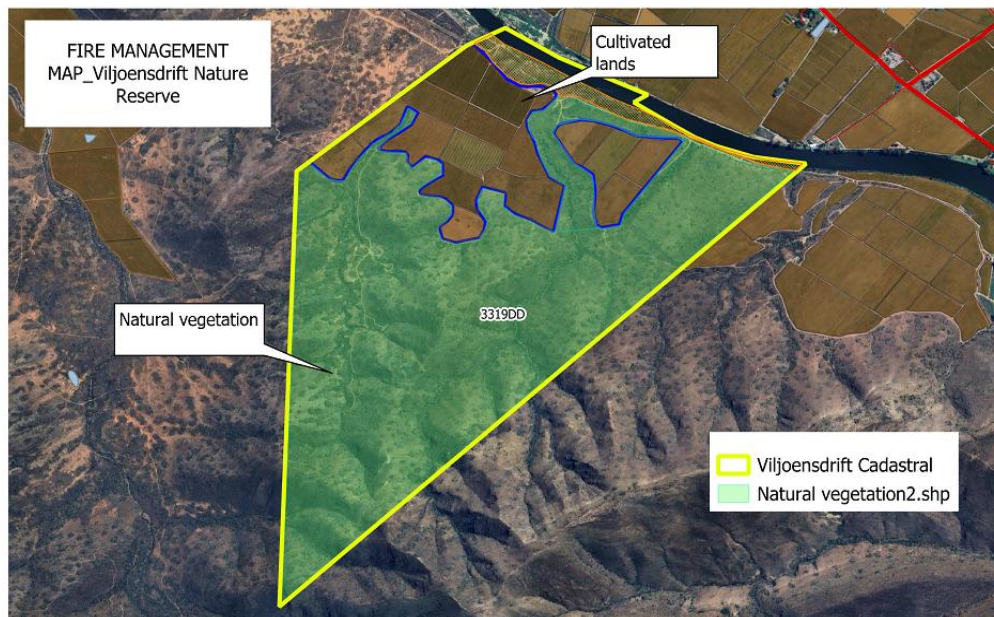 FIRE MANAGEMENT
MAP_Viljoensdrift Nature
Reserve
Cultivated
lands
Natural vegetation
3319DD
Viljoensdrift Cadastral
Natural vegetation2.shp